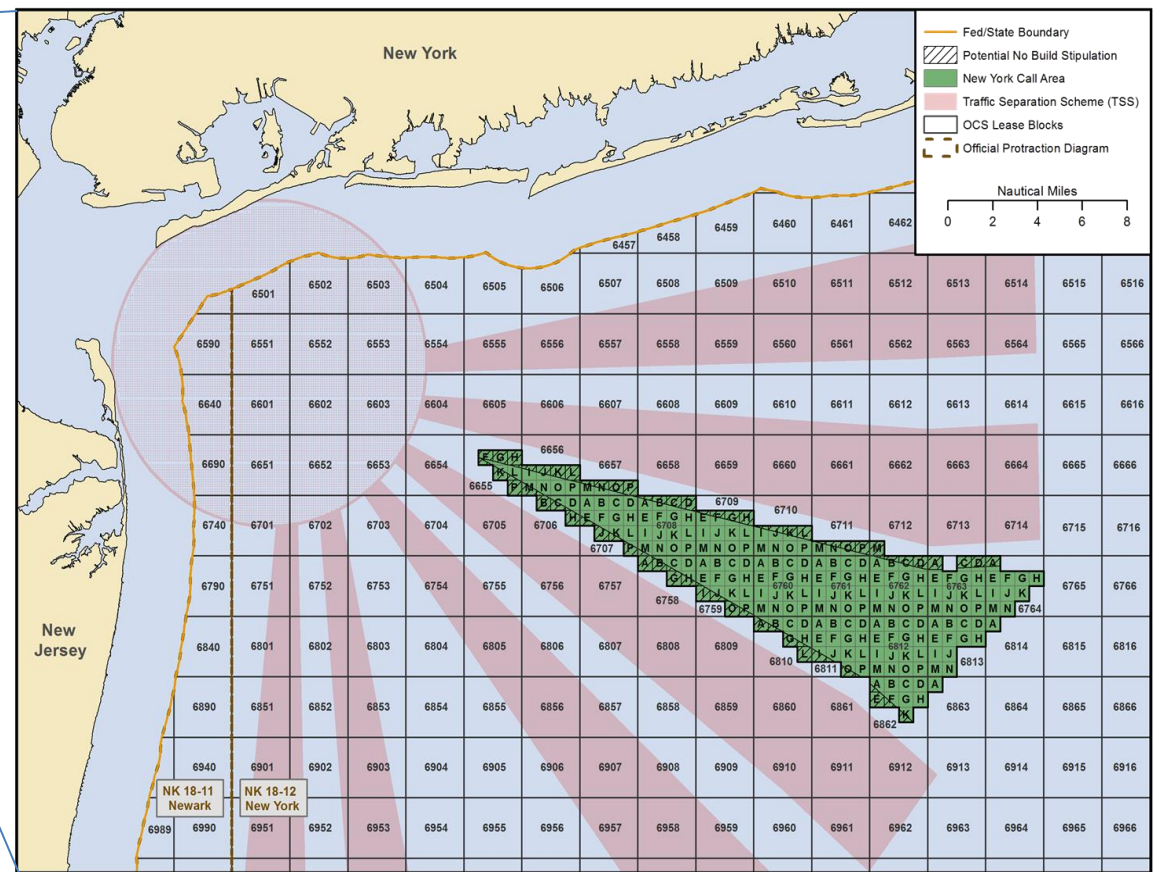 New York
Fed/State Boundary
Potential No Build Stipulation
New York Call Area
Traffic Separation Scheme (TSS)
OCS Lease Blocks
Official Protraction Diagram
Nautical Miles
0 2 4 6 8
6457 6458 6459 6460 6461 6462
6501 6502 6503 6504 6505 6506 6507 6508 6509 6510 6511 6512 6513 6514 6515 6516
6590 6551 6552 6553 6554 6555 6556 6557 6558 6559 6560 6561 6562 6563 6564 6565 6566
6640 6601 6602 6603 6604 6605 6606 6607 6608 6609 6610 6611 6612 6613 6614 6615 6616
6690 6651 6652 6653 6654 6655 6656 6657 6658 6659 6660 6661 6662 6663 6664 6665 6666
F G H
K L I J K L
P M N O P M N O P
B C D A B C D A B C D
6740 6701 6702 6703 6704 6705 6706 6707 6708 6709 6710 6711 6712 6713 6714 6715 6716
H E F G H E F G H E F G H
J K L I J K L I J K L I J K L
P M N O P M N O P M N O P M N O P M
A B C D A B C D A B C D A B C D A B C D A C D A
6790 6751 6752 6753 6754 6755 6756 6757 6758 6759 6760 6761 6762 6763 6764 6765 6766
G H E F G H E F G H E F G H E F G H E F G H E F G H
I J K L I J K L I J K L I J K L I J K L I J K
O P M N O P M N O P M N O P M N O P M N
A B C D A B C D A B C D A B C D A
6840 6801 6802 6803 6804 6805 6806 6807 6808 6809 6810 6811 6812 6813 6814 6815 6816
G H E F G H E F G H E F G H
L I J K L I J K L I J
O P M N O P M N
A B C D A
E F G H
K
6890 6851 6852 6853 6854 6855 6856 6857 6858 6859 6860 6861 6862 6863 6864 6865 6866
6940 6901 6902 6903 6904 6905 6906 6907 6908 6909 6910 6911 6912 6913 6914 6915 6916
6989 6990 6951 6952 6953 6954 6955 6956 6957 6958 6959 6960 6961 6962 6963 6964 6965 6966
New
Jersey
NK 18-11
Newark
NK 18-12
New York